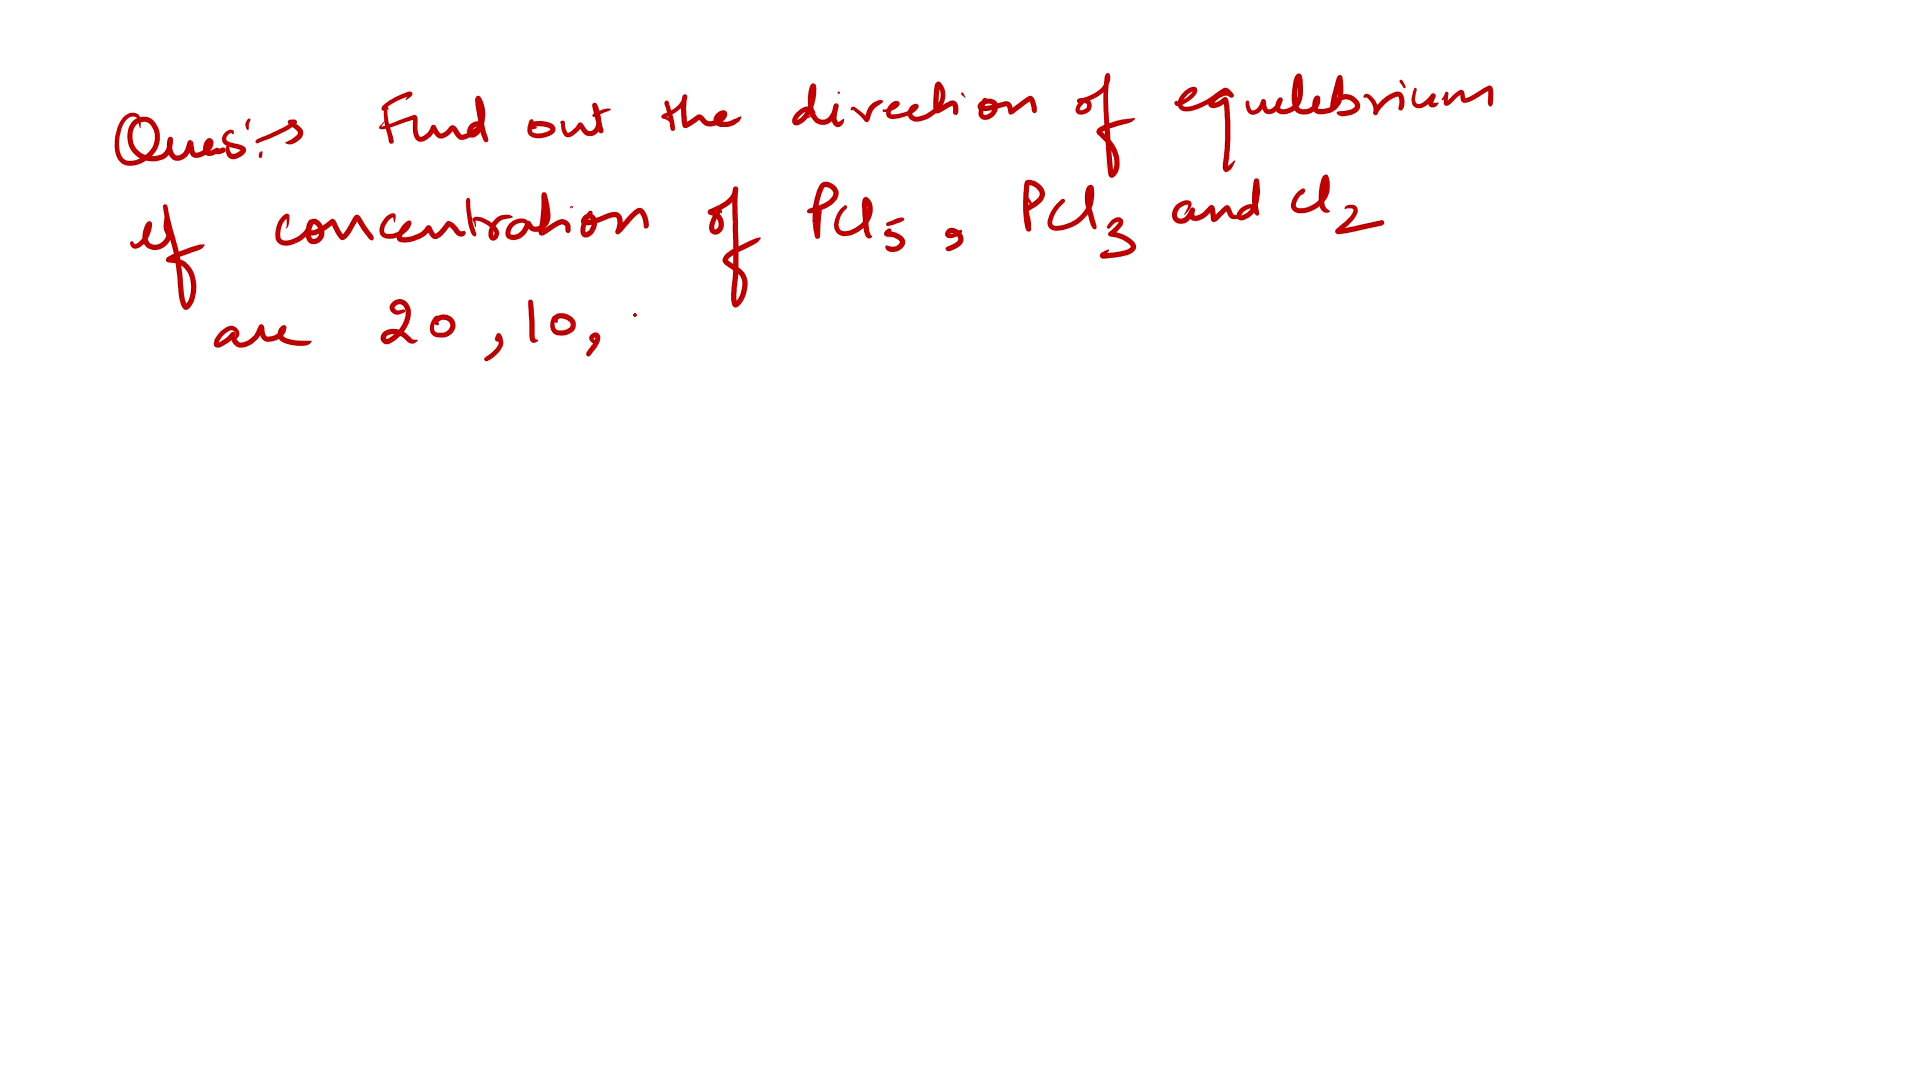 Ques:→ Find out the direction of equilibrium
if concentration of PCl₅, PCl₃ and Cl₂
are 20, 10,